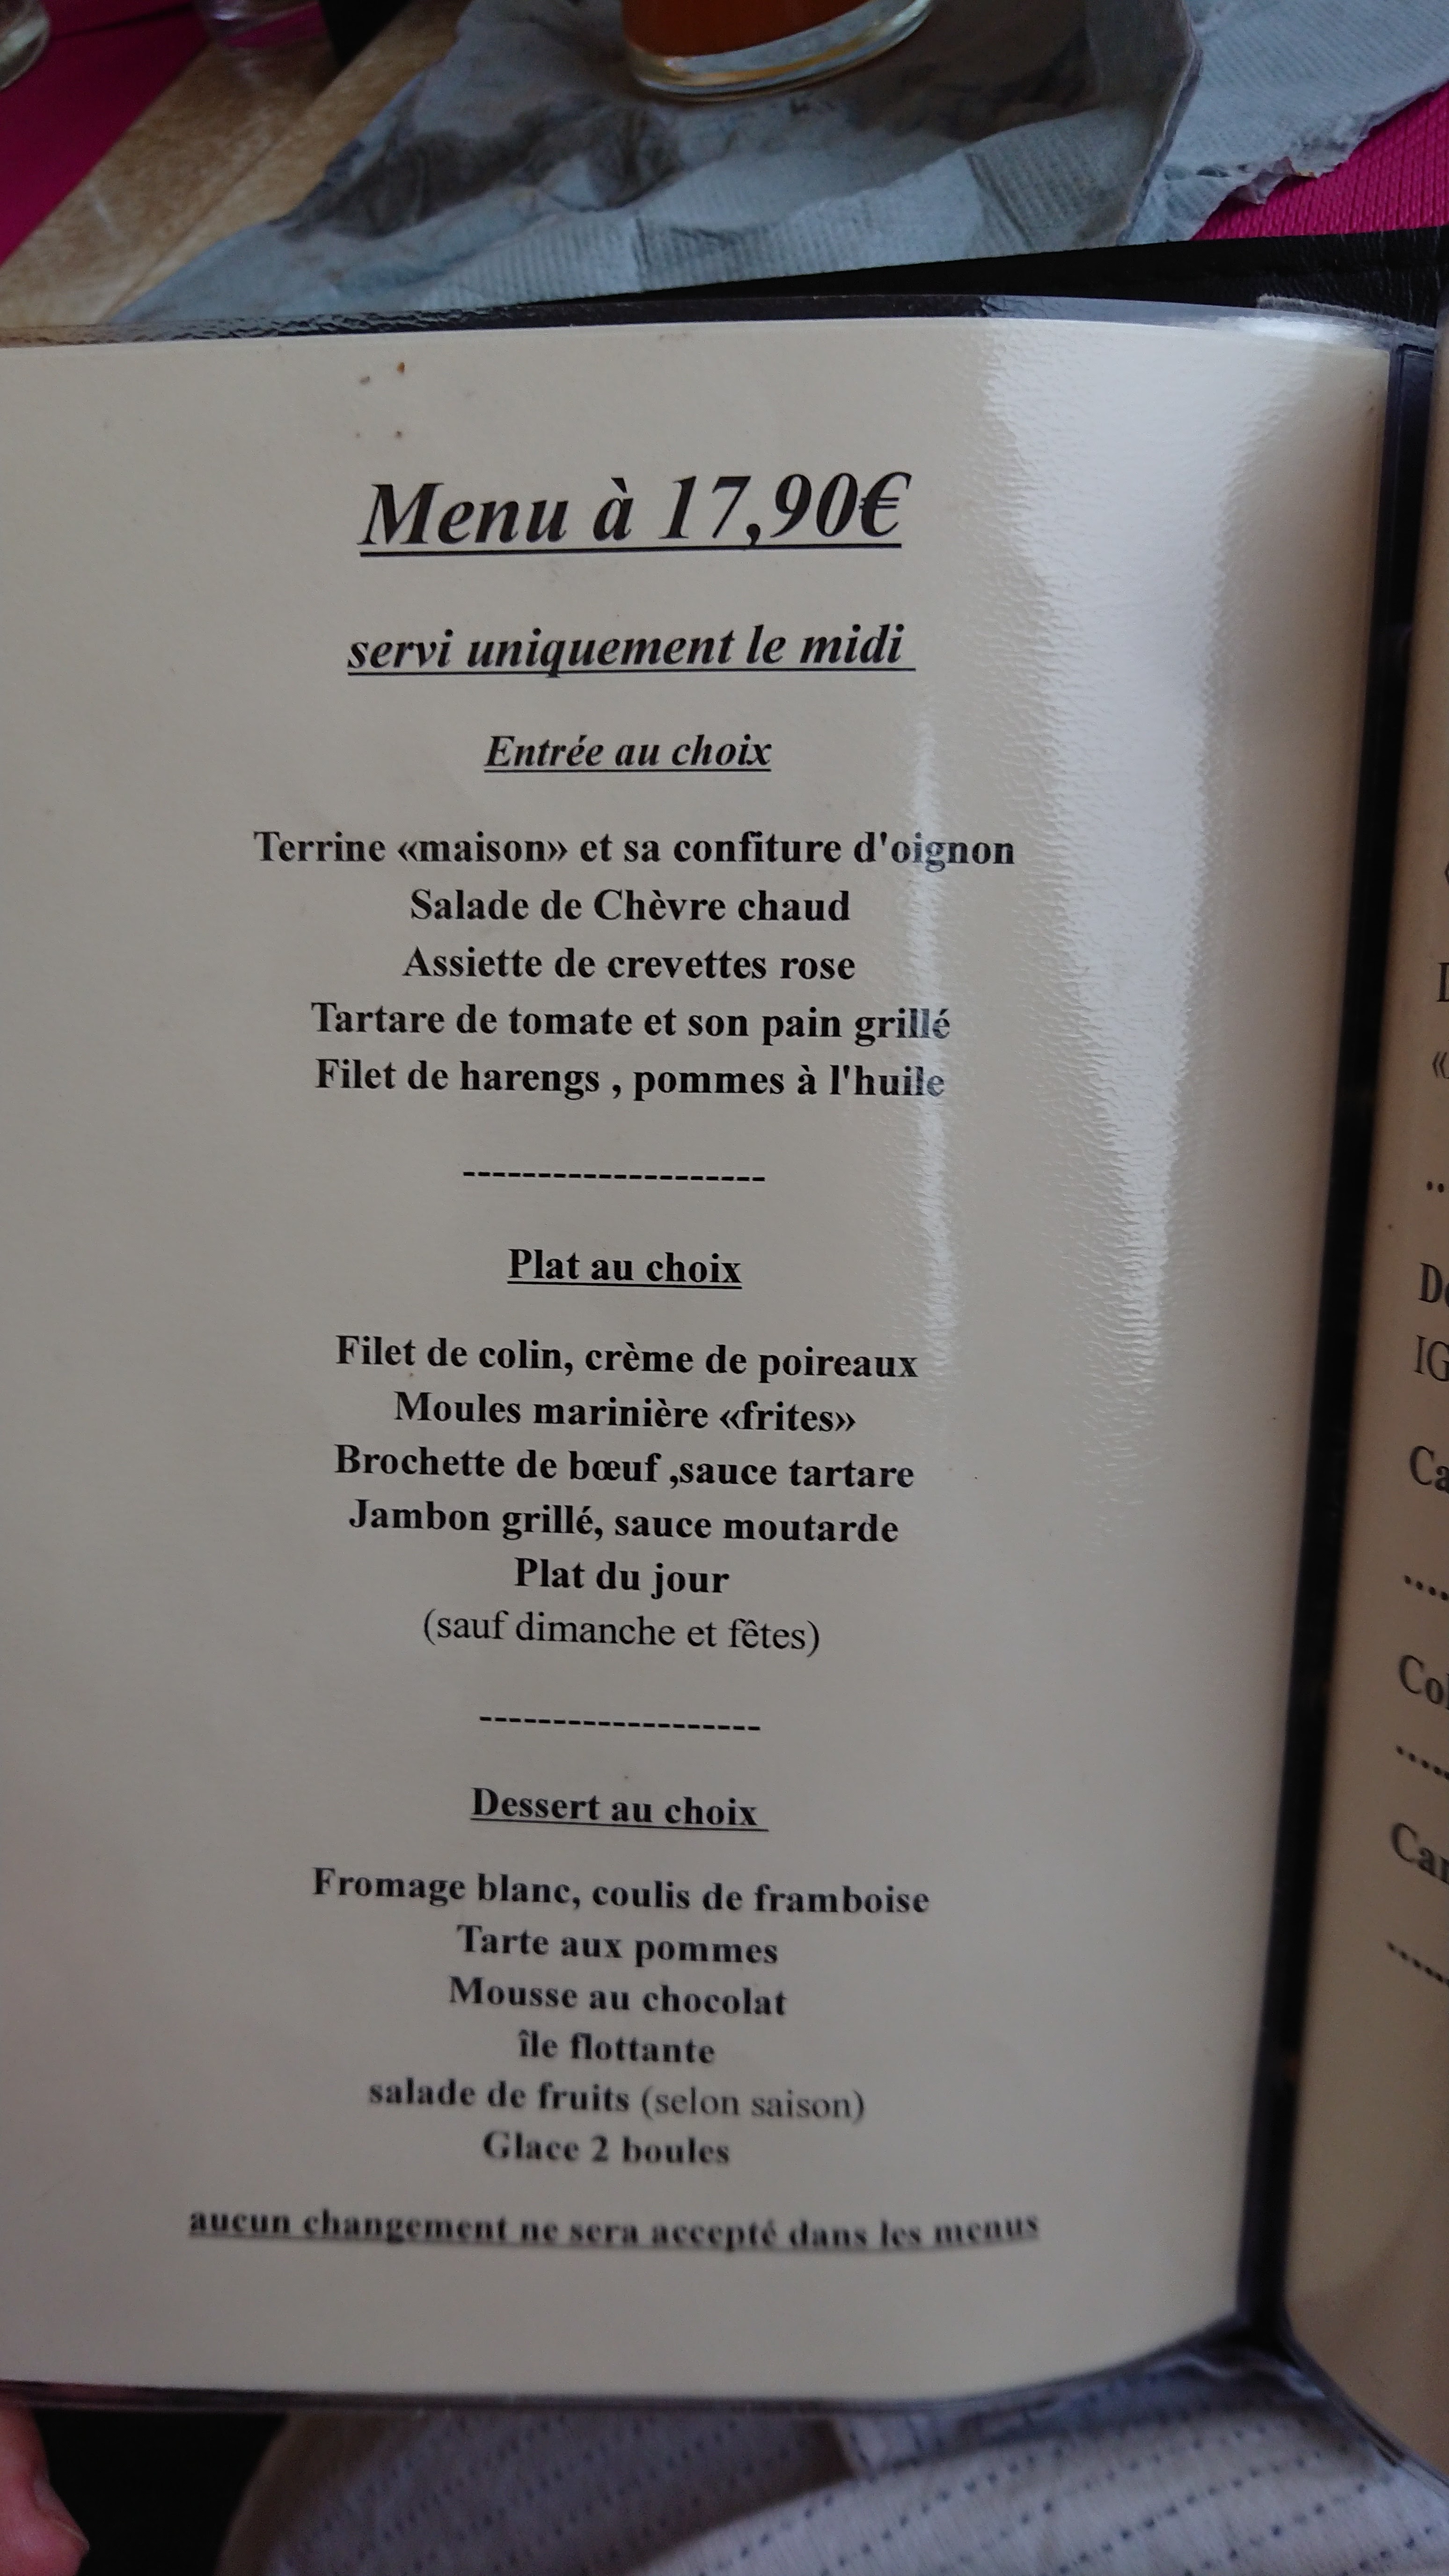 Menu à 17,90€
servi uniquement le midi
Entrée au choix
Terrine «maison» et sa confiture d'oignon
Salade de Chèvre chaud
Assiette de crevettes rose
Tartare de tomate et son pain grillé
Filet de harengs , pommes à l'huile
--------------------
Plat au choix
Filet de colin, crème de poireaux
Moules marinière «frites»
Brochette de bœuf ,sauce tartare
Jambon grillé, sauce moutarde
Plat du jour
(sauf dimanche et fêtes)
--------------------
Dessert au choix
Fromage blanc, coulis de framboise
Tarte aux pommes
Mousse au chocolat
île flottante
salade de fruits (selon saison)
Glace 2 boules
aucun changement ne sera accepté dans les menus